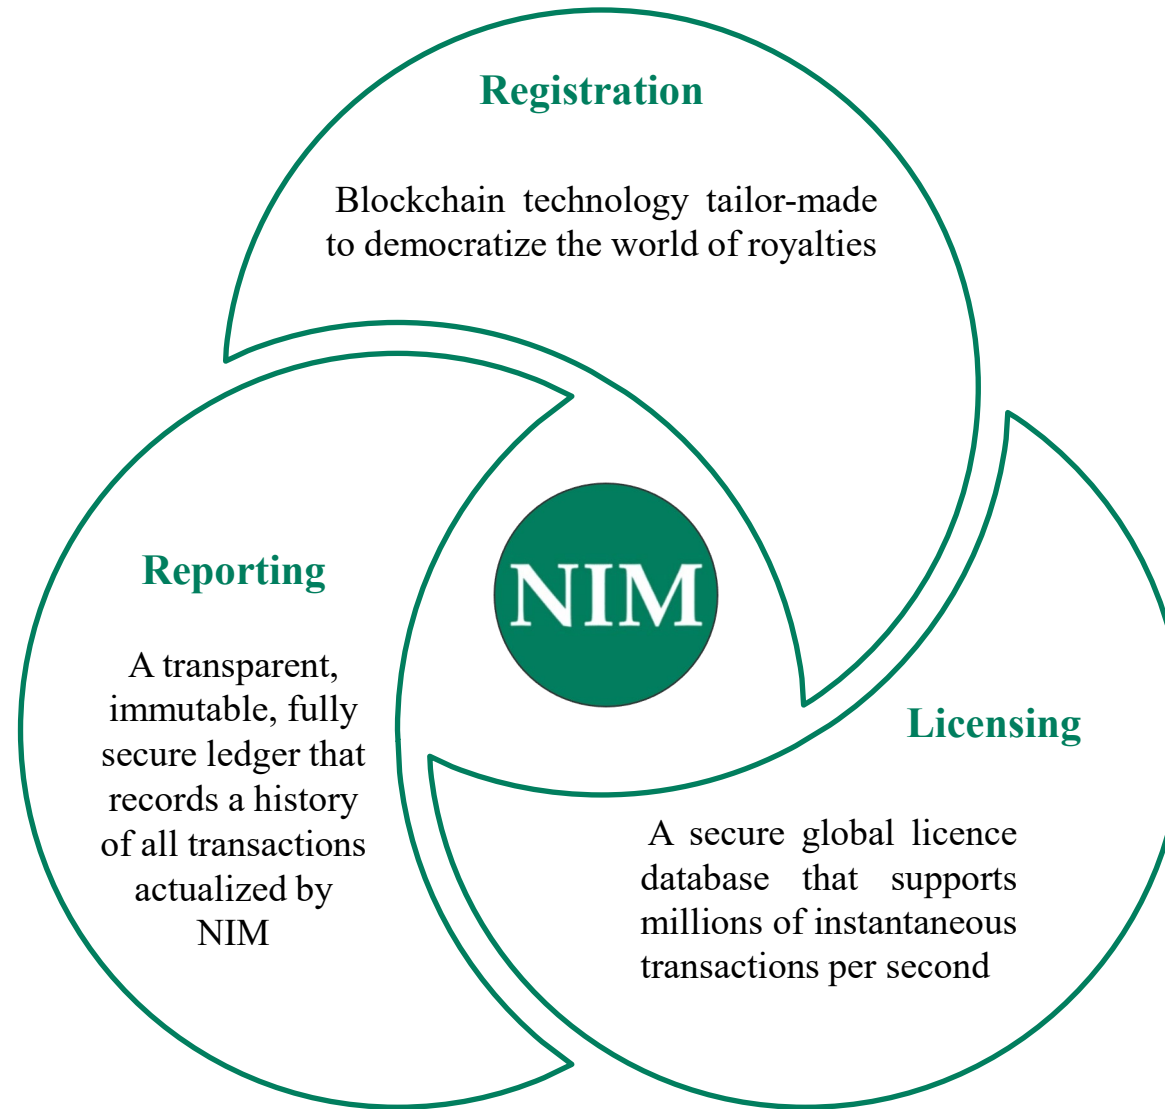 Registration
Blockchain technology tailor-made
to democratize the world of royalties
NIM
Reporting
A transparent,
immutable, fully
secure ledger that
records a history
of all transactions
actualized by
NIM
Licensing
A secure global licence
database that supports
millions of instantaneous
transactions per second